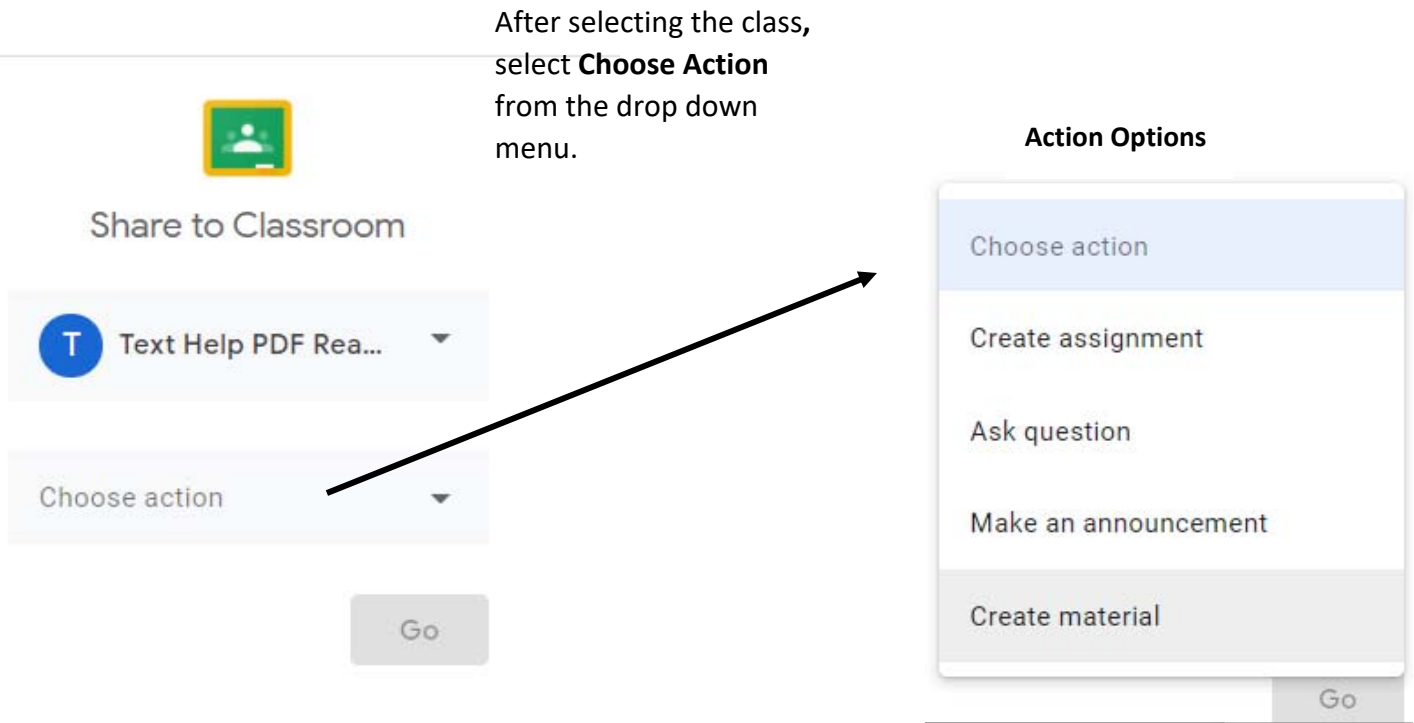 After selecting the class,
select Choose Action
from the drop down
menu.
Share to Classroom
T Text Help PDF Rea...
Choose action
Go
Action Options
Choose action
Create assignment
Ask question
Make an announcement
Create material
Go